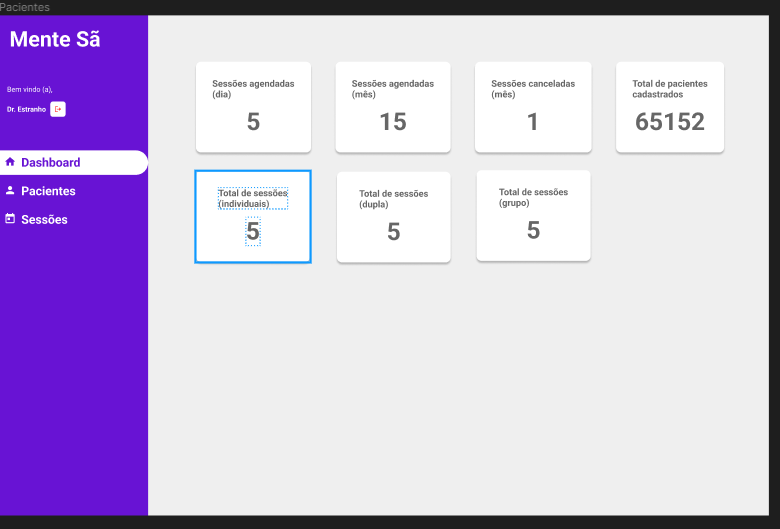 Pacientes
Mente Sã
Bem vindo (a),
Dr. Estranho
Dashboard
Pacientes
Sessões
Sessões agendadas
(dia)
5
Sessões agendadas
(mês)
15
Sessões canceladas
(mês)
1
Total de pacientes
cadastrados
65152
Total de sessões
(individuais)
5
Total de sessões
(dupla)
5
Total de sessões
(grupo)
5